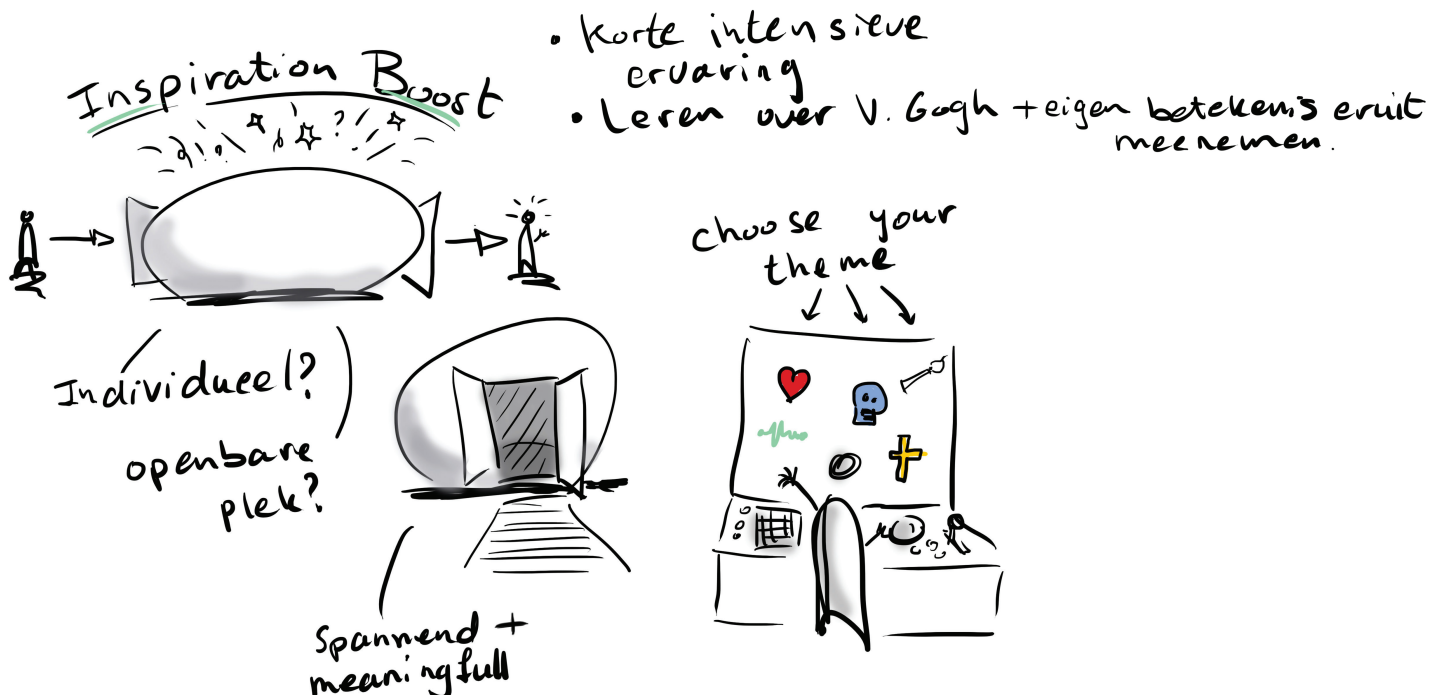 Inspiration Boost
• Korte intensieve
ervaring
• Leren over V. Gogh + eigen betekenis eruit
meenemen.
Individueel?
openbare
plek?
Spannend +
meaningfull
choose your
theme